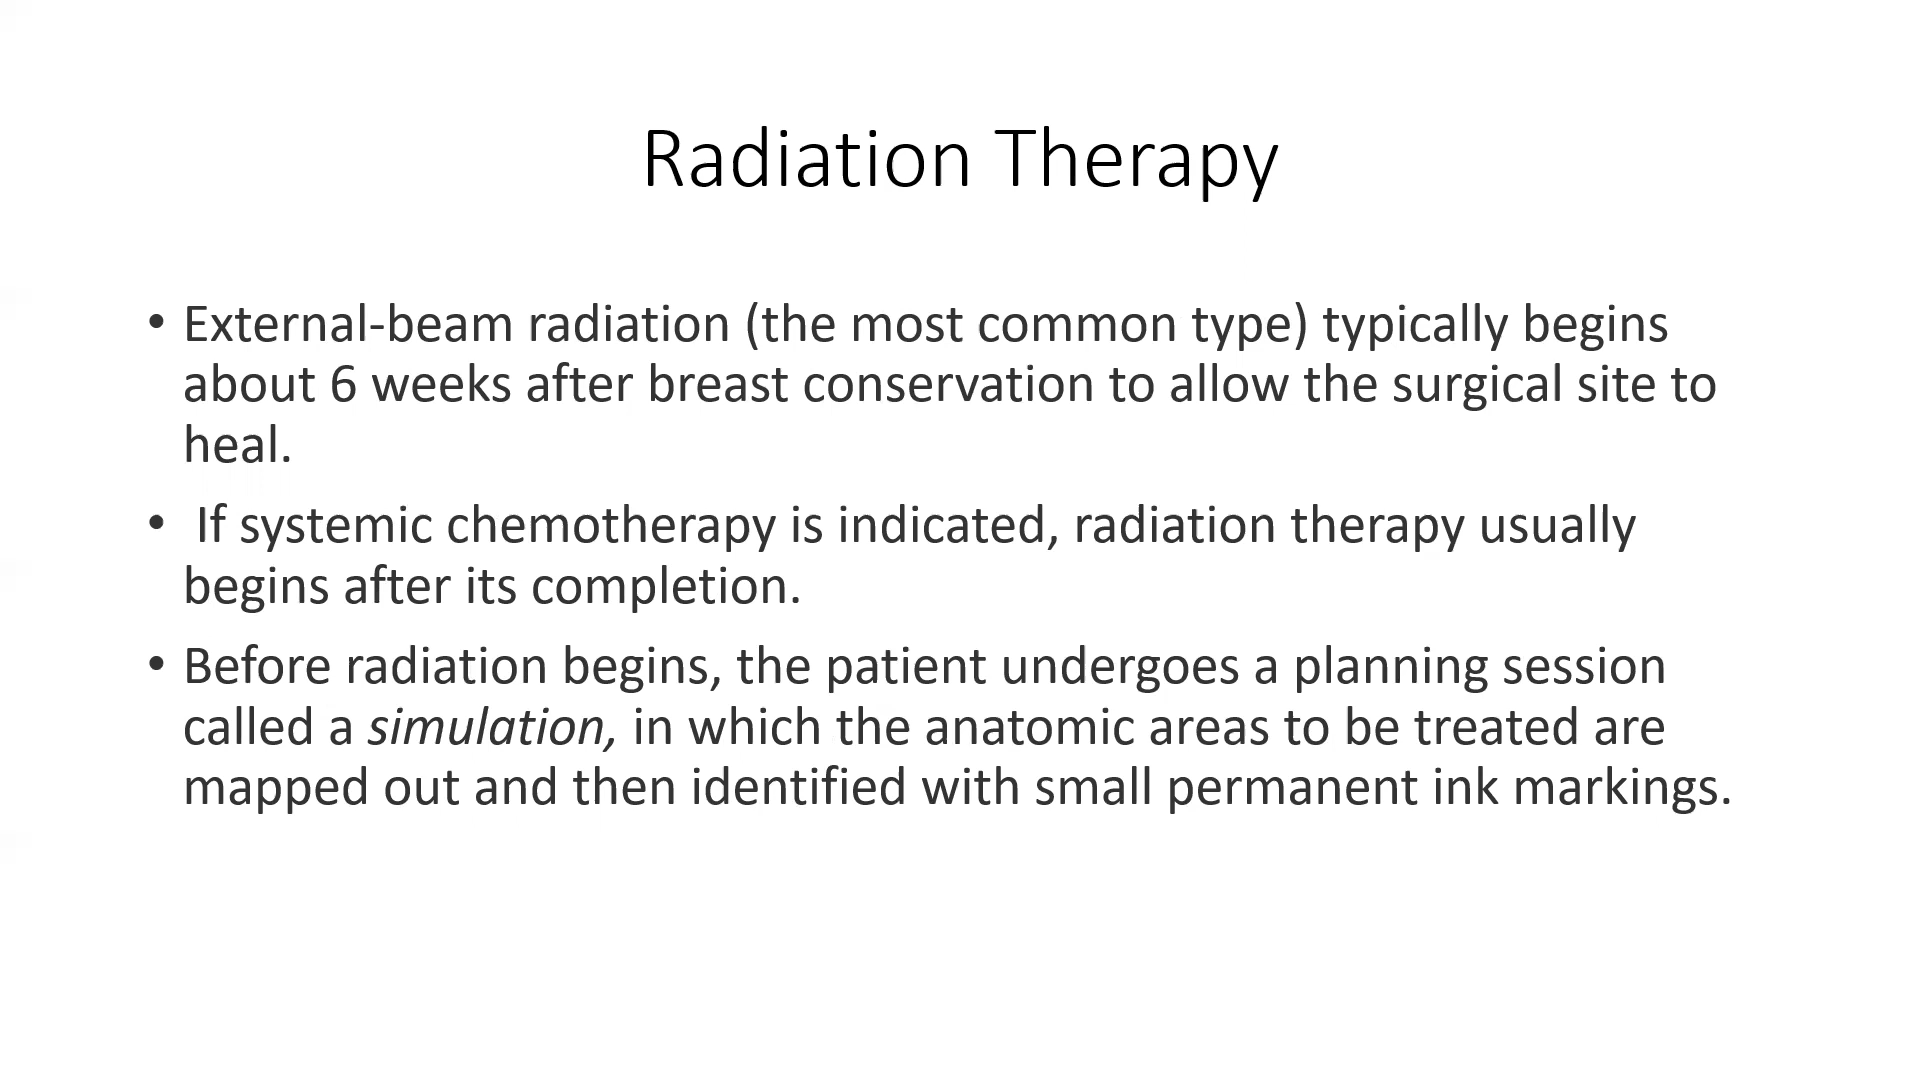 Radiation Therapy
• External-beam radiation (the most common type) typically begins
about 6 weeks after breast conservation to allow the surgical site to
heal.
• If systemic chemotherapy is indicated, radiation therapy usually
begins after its completion.
• Before radiation begins, the patient undergoes a planning session
called a simulation, in which the anatomic areas to be treated are
mapped out and then identified with small permanent ink markings.